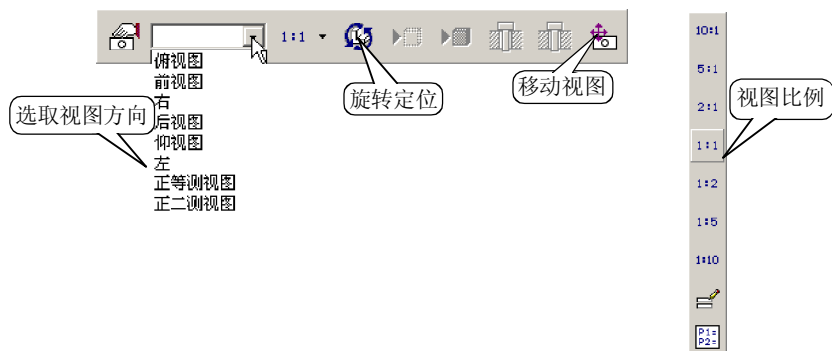 1:1
俯视图
前视图
右
后视图
仰视图
左
正等测视图
正二测视图
选取视图方向
旋转定位
移动视图
10:1
5:1
2:1
1:1
1:2
1:5
1:10
P1=
P2=
视图比例